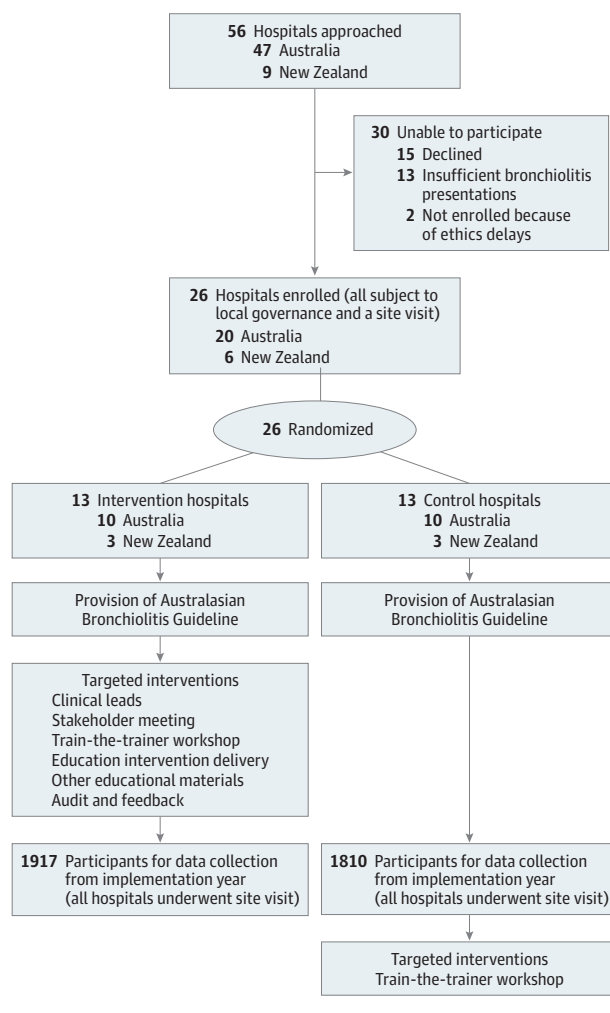 56 Hospitals approached
47 Australia
9 New Zealand
30 Unable to participate
15 Declined
13 Insufficient bronchiolitis
presentations
2 Not enrolled because
of ethics delays
26 Hospitals enrolled (all subject to
local governance and a site visit)
20 Australia
6 New Zealand
26 Randomized
13 Intervention hospitals
10 Australia
3 New Zealand
13 Control hospitals
10 Australia
3 New Zealand
Provision of Australasian
Bronchiolitis Guideline
Provision of Australasian
Bronchiolitis Guideline
Targeted interventions
Clinical leads
Stakeholder meeting
Train-the-trainer workshop
Education intervention delivery
Other educational materials
Audit and feedback
1917 Participants for data collection
from implementation year
(all hospitals underwent site visit)
1810 Participants for data collection
from implementation year
(all hospitals underwent site visit)
Targeted interventions
Train-the-trainer workshop